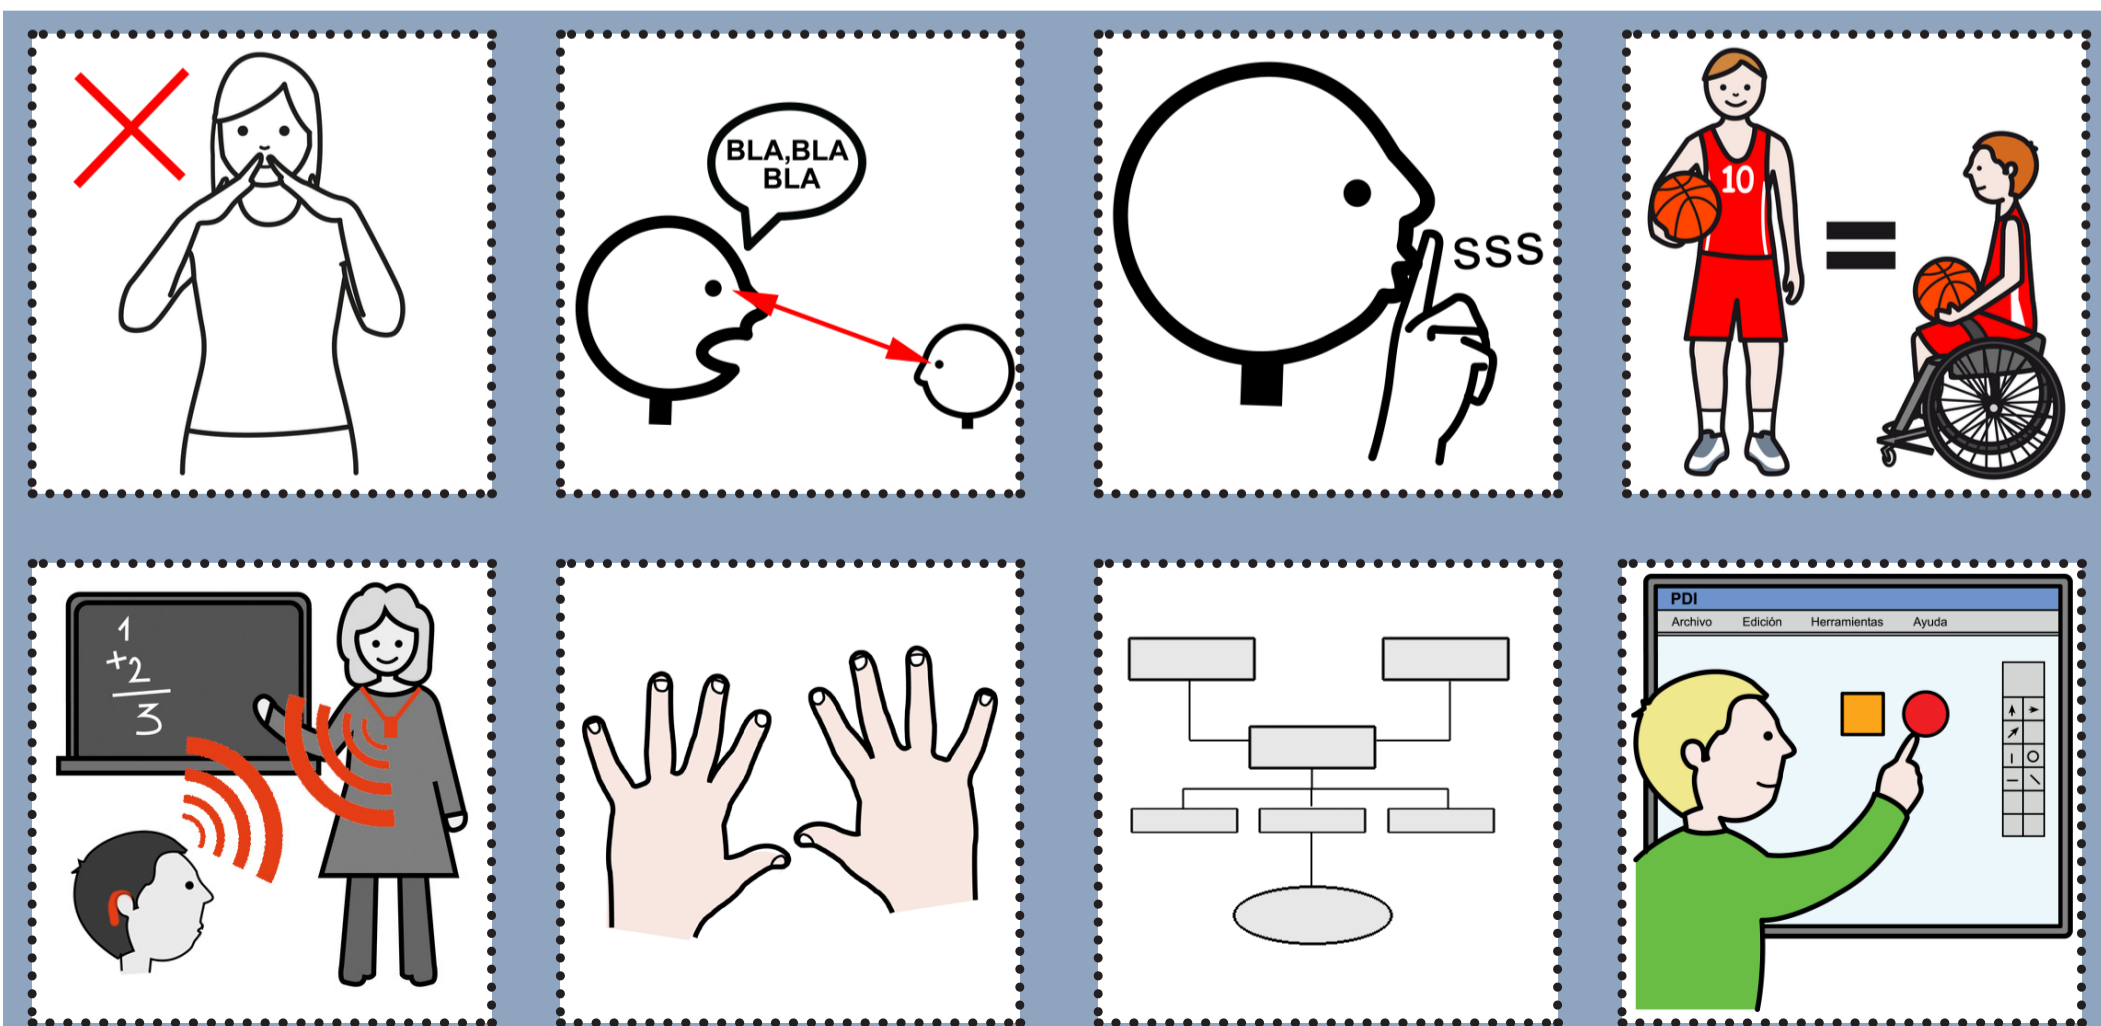 BLA,BLA
BLA
SSS
10
1
+2
3
PDI
Archivo Edición Herramientas Ayuda